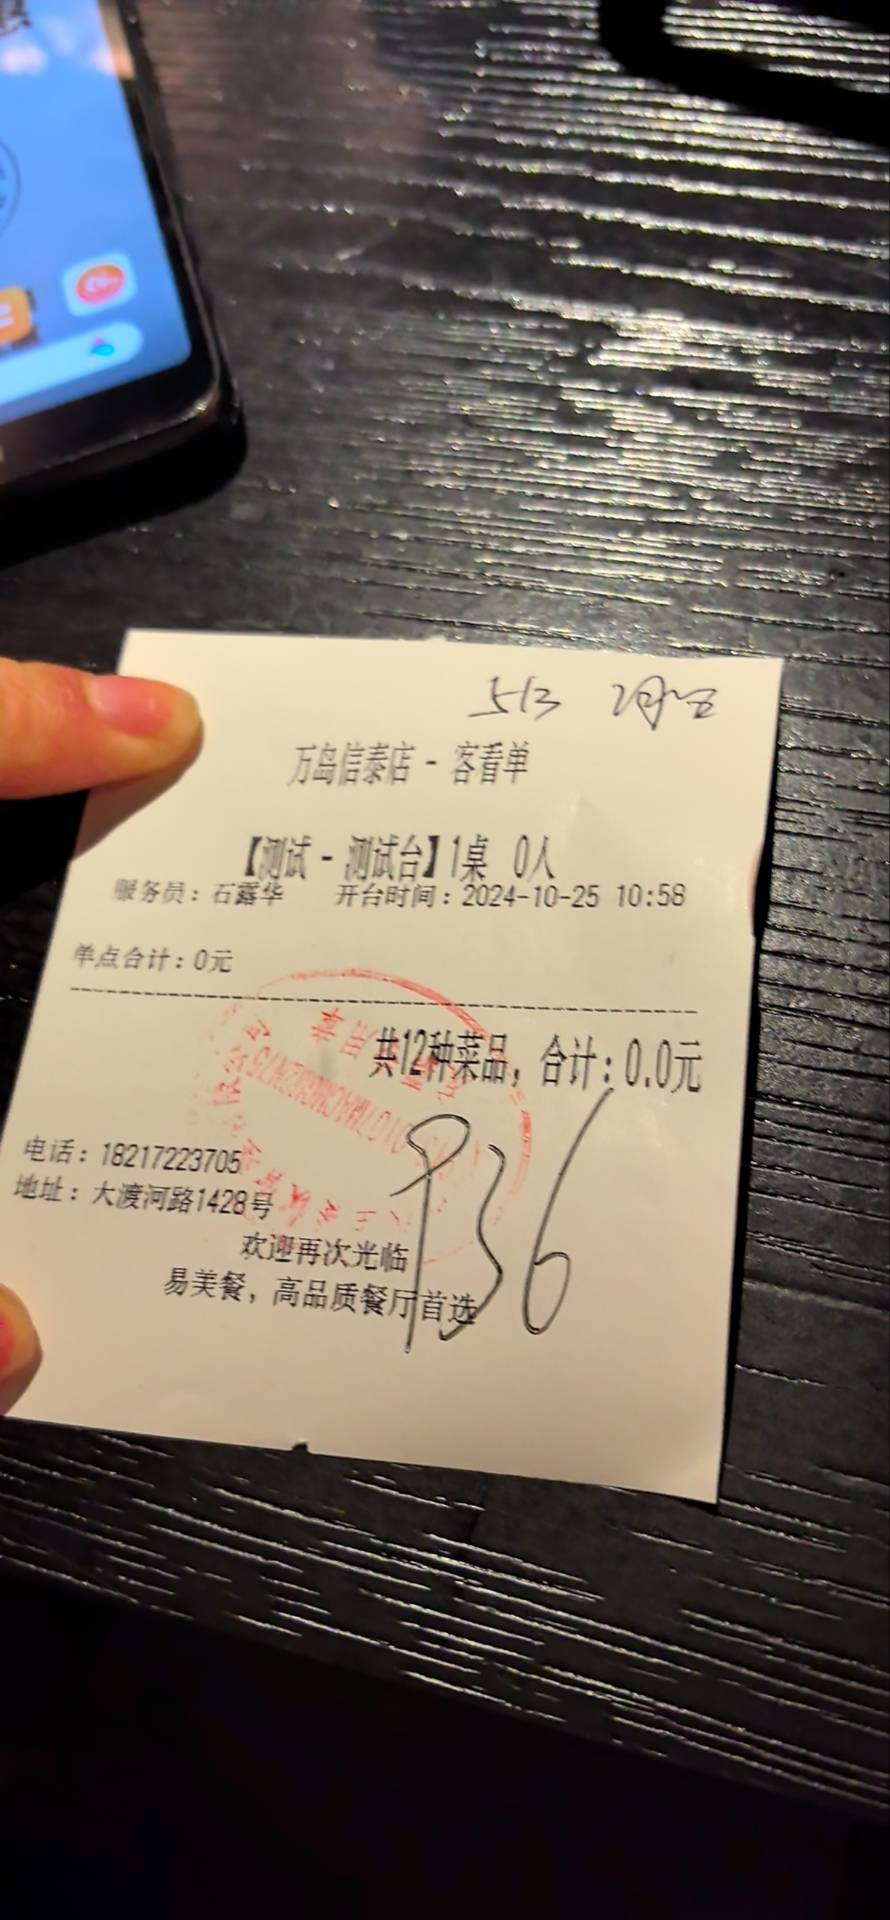 513
万岛信泰店 - 客看单
【测试 - 测试台】1桌 0人
服务员：石露华 开台时间：2024-10-25 10:58
单点合计：0元
共12种菜品，合计：0.0元
936
电话：18217223705
地址：大渡河路1428号
欢迎再次光临
易美餐，高品质餐厅首选